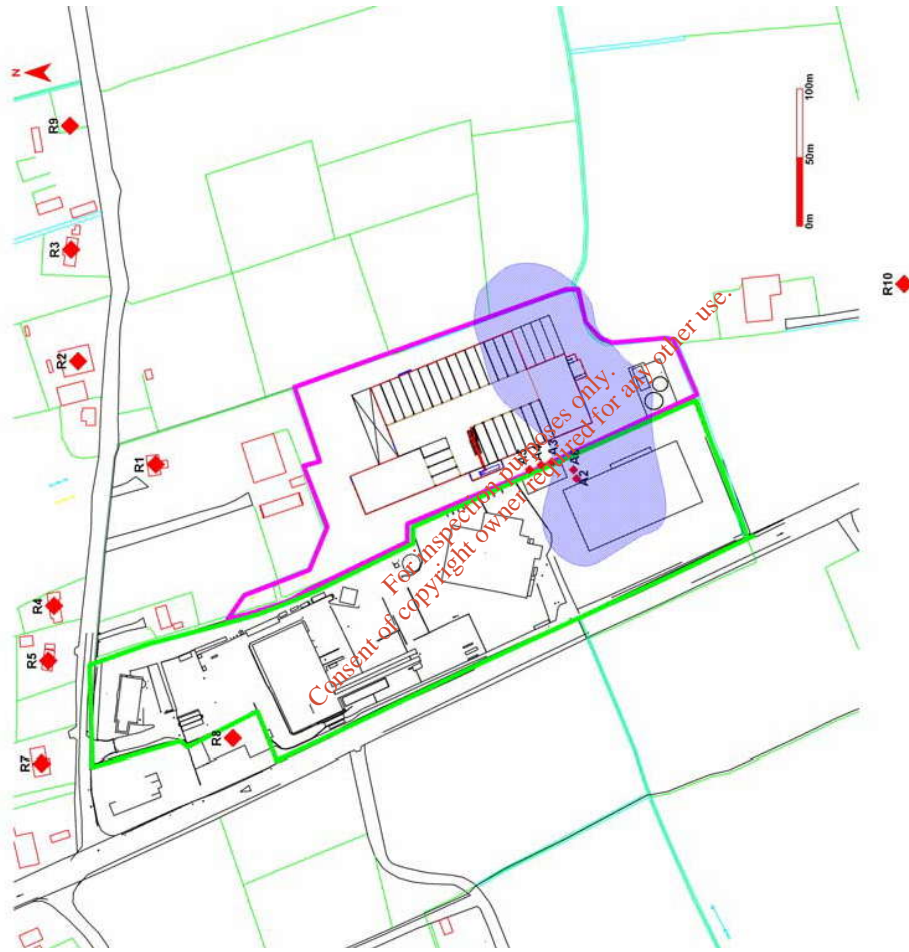 N
R9
R3
R2
R1
R4
R5
R7
R8
R10
A4
A3
A2
0m 50m 100m
For inspection purposes only.
Consent of copyright owner required for any other use.